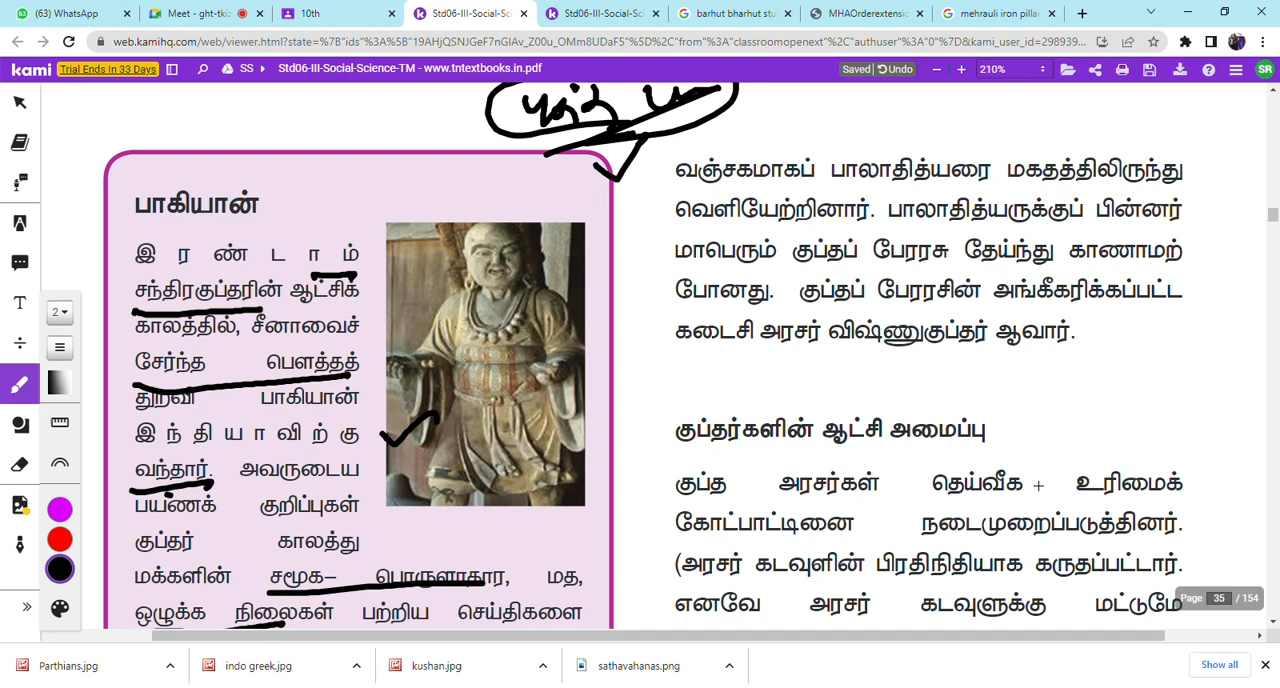 (53) WhatsApp
Meet - ght-tkiz
10th
Std06-III-Social-Sci
Std06-III-Social-Sci
barhut bharhut stu
MHAOrderextensic
mehrauli iron pillar
web.kamihq.com/web/viewer.html?state=%7B"ids"%3A%5B"19AHjQSNJGeF7nGIAv_Z00u_OMm8UDaF5"%5D%2C"from"%3A"classroomopenext"%2C"authuser"%3A"0"%7D&kami_user_id=298939...
kami Trial Ends In 33 Days SS Std06-III-Social-Science-TM - www.tntextbooks.in.pdf Saved Undo 210% SR
பாகியான்
இரண்டாம்
சந்திரகுப்தரின் ஆட்சிக்
காலத்தில், சீனாவைச்
சேர்ந்த பௌத்தத்
துறவி பாகியான்
இந்தியாவிற்கு
வந்தார். அவருடைய
பயணக் குறிப்புகள்
குப்தர் காலத்து
மக்களின் சமூக– பொருளாதார, மத,
ஒழுக்க நிலைகள் பற்றிய செய்திகளை
வஞ்சகமாகப் பாலாதித்யரை மகதத்திலிருந்து
வெளியேற்றினார். பாலாதித்யருக்குப் பின்னர்
மாபெரும் குப்தப் பேரரசு தேய்ந்து காணாமற்
போனது. குப்தப் பேரரசின் அங்கீகரிக்கப்பட்ட
கடைசி அரசர் விஷ்ணுகுப்தர் ஆவார்.
குப்தர்களின் ஆட்சி அமைப்பு
குப்த அரசர்கள் தெய்வீக உரிமைக்
கோட்பாட்டினை நடைமுறைப்படுத்தினர்.
(அரசர் கடவுளின் பிரதிநிதியாக கருதப்பட்டார்.
எனவே அரசர் கடவுளுக்கு மட்டுமே
Page 35 / 154
2
Parthians.jpg
indo greek.jpg
kushan.jpg
sathavahanas.png
Show all